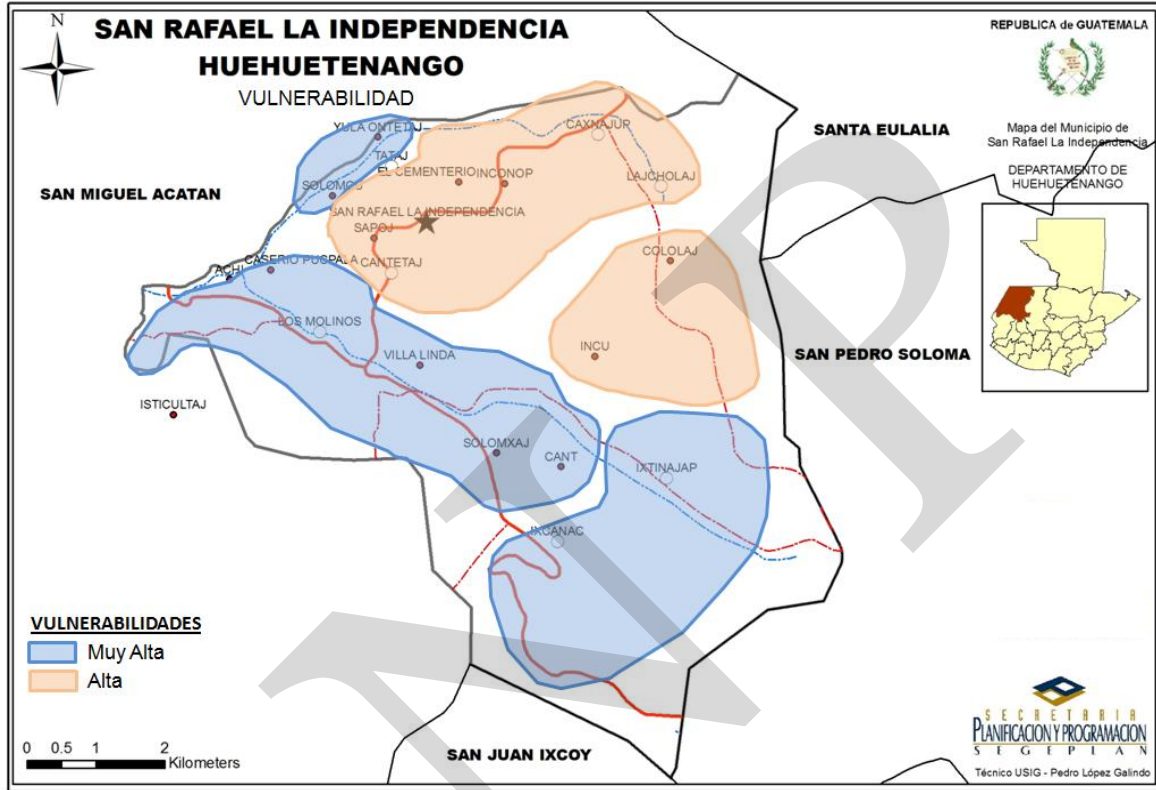 N
SAN RAFAEL LA INDEPENDENCIA
HUEHUETENANGO
VULNERABILIDAD
REPUBLICA de GUATEMALA
Mapa del Municipio de
San Rafael La Independencia
DEPARTAMENTO DE
HUEHUETENANGO
SANTA EULALIA
SAN MIGUEL ACATAN
SAN PEDRO SOLOMA
SAN JUAN IXCOY
YULA ONTETAJ
TATAJ
EL CEMENTERIO
INCONOP
CAXNAJUP
LAJCHOLAJ
SOLOMOJ
SAN RAFAEL LA INDEPENDENCIA
SAPOJ
CANTETAJ
COLOLAJ
ACHI
CASERIO PUCPALA
LOS MOLINOS
INCU
VILLA LINDA
ISTICULTAJ
SOLOMXAJ
CANT
IXTINAJAP
IXCANAC
VULNERABILIDADES
Muy Alta
Alta
0 0.5 1 2
Kilometers
SECRETARIA
PLANIFICACION Y PROGRAMACION
SEGEPLAN
Técnico USIG - Pedro López Galindo
NP